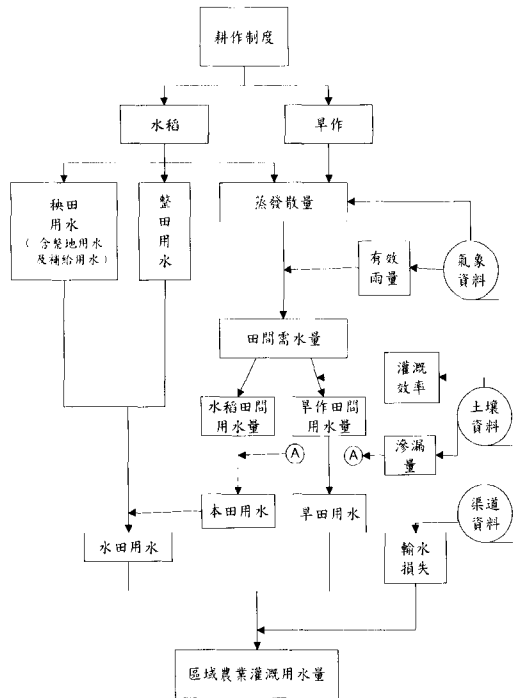 耕作制度
水稻
旱作
秧田
用水
(含整地用水
及補給用水)
整
田
用
水
蒸發散量
有效
雨量
氣象
資料
田間需水量
灌溉
效率
水稻田間
用水量
旱作田間
用水量
土壤
資料
A
A
滲漏
量
本田用水
旱田用水
渠道
資料
水田用水
輸水
損失
區域農業灌溉用水量